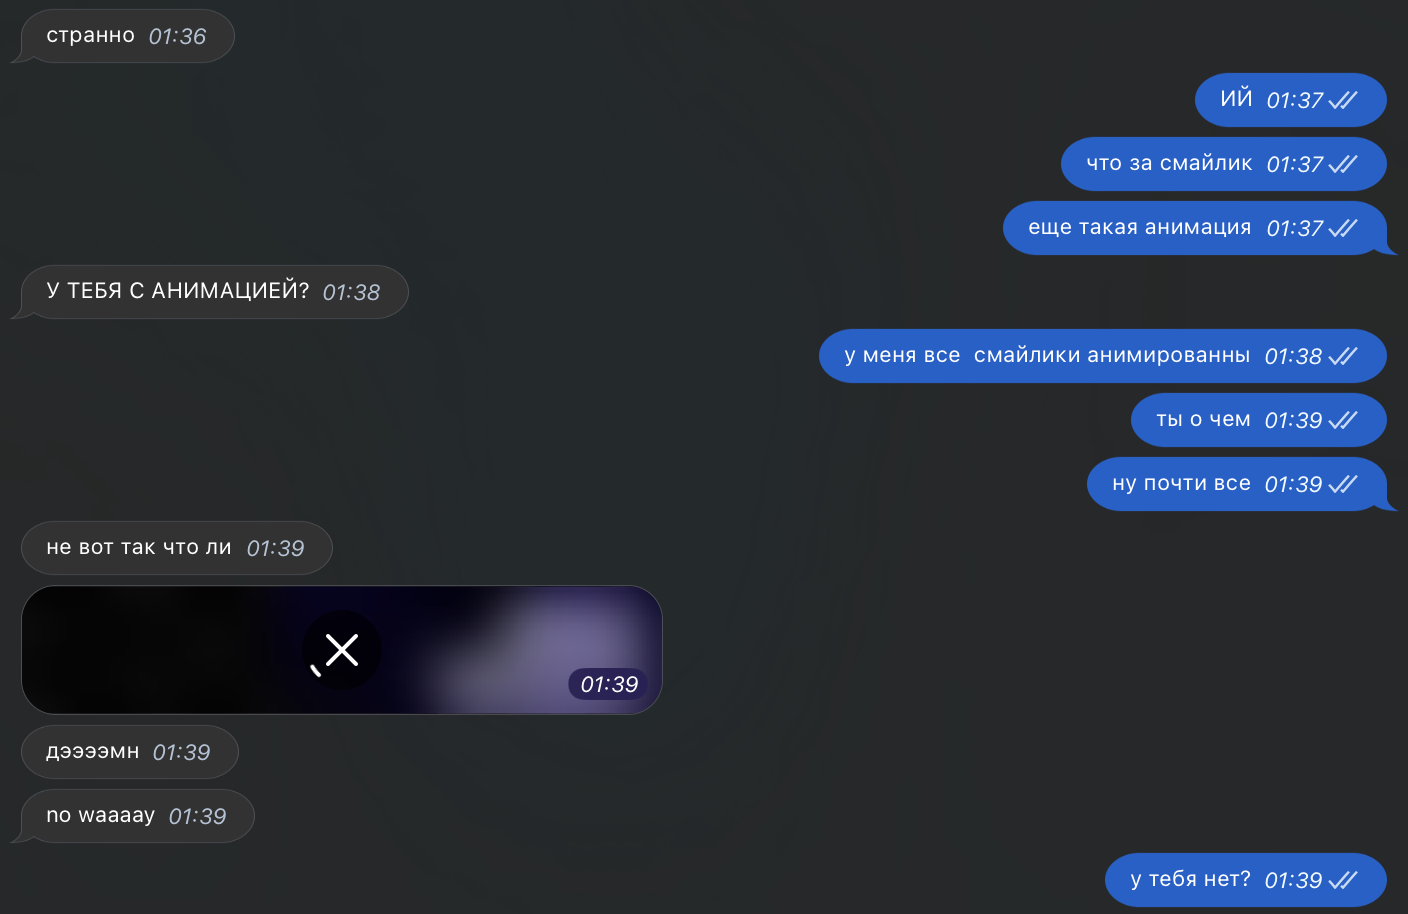 странно 01:36
ИЙ 01:37
что за смайлик 01:37
еще такая анимация 01:37
У ТЕБЯ С АНИМАЦИЕЙ? 01:38
у меня все  смайлики анимированны 01:38
ты о чем 01:39
ну почти все 01:39
не вот так что ли 01:39
01:39
дээээмн 01:39
no waaaay 01:39
у тебя нет? 01:39